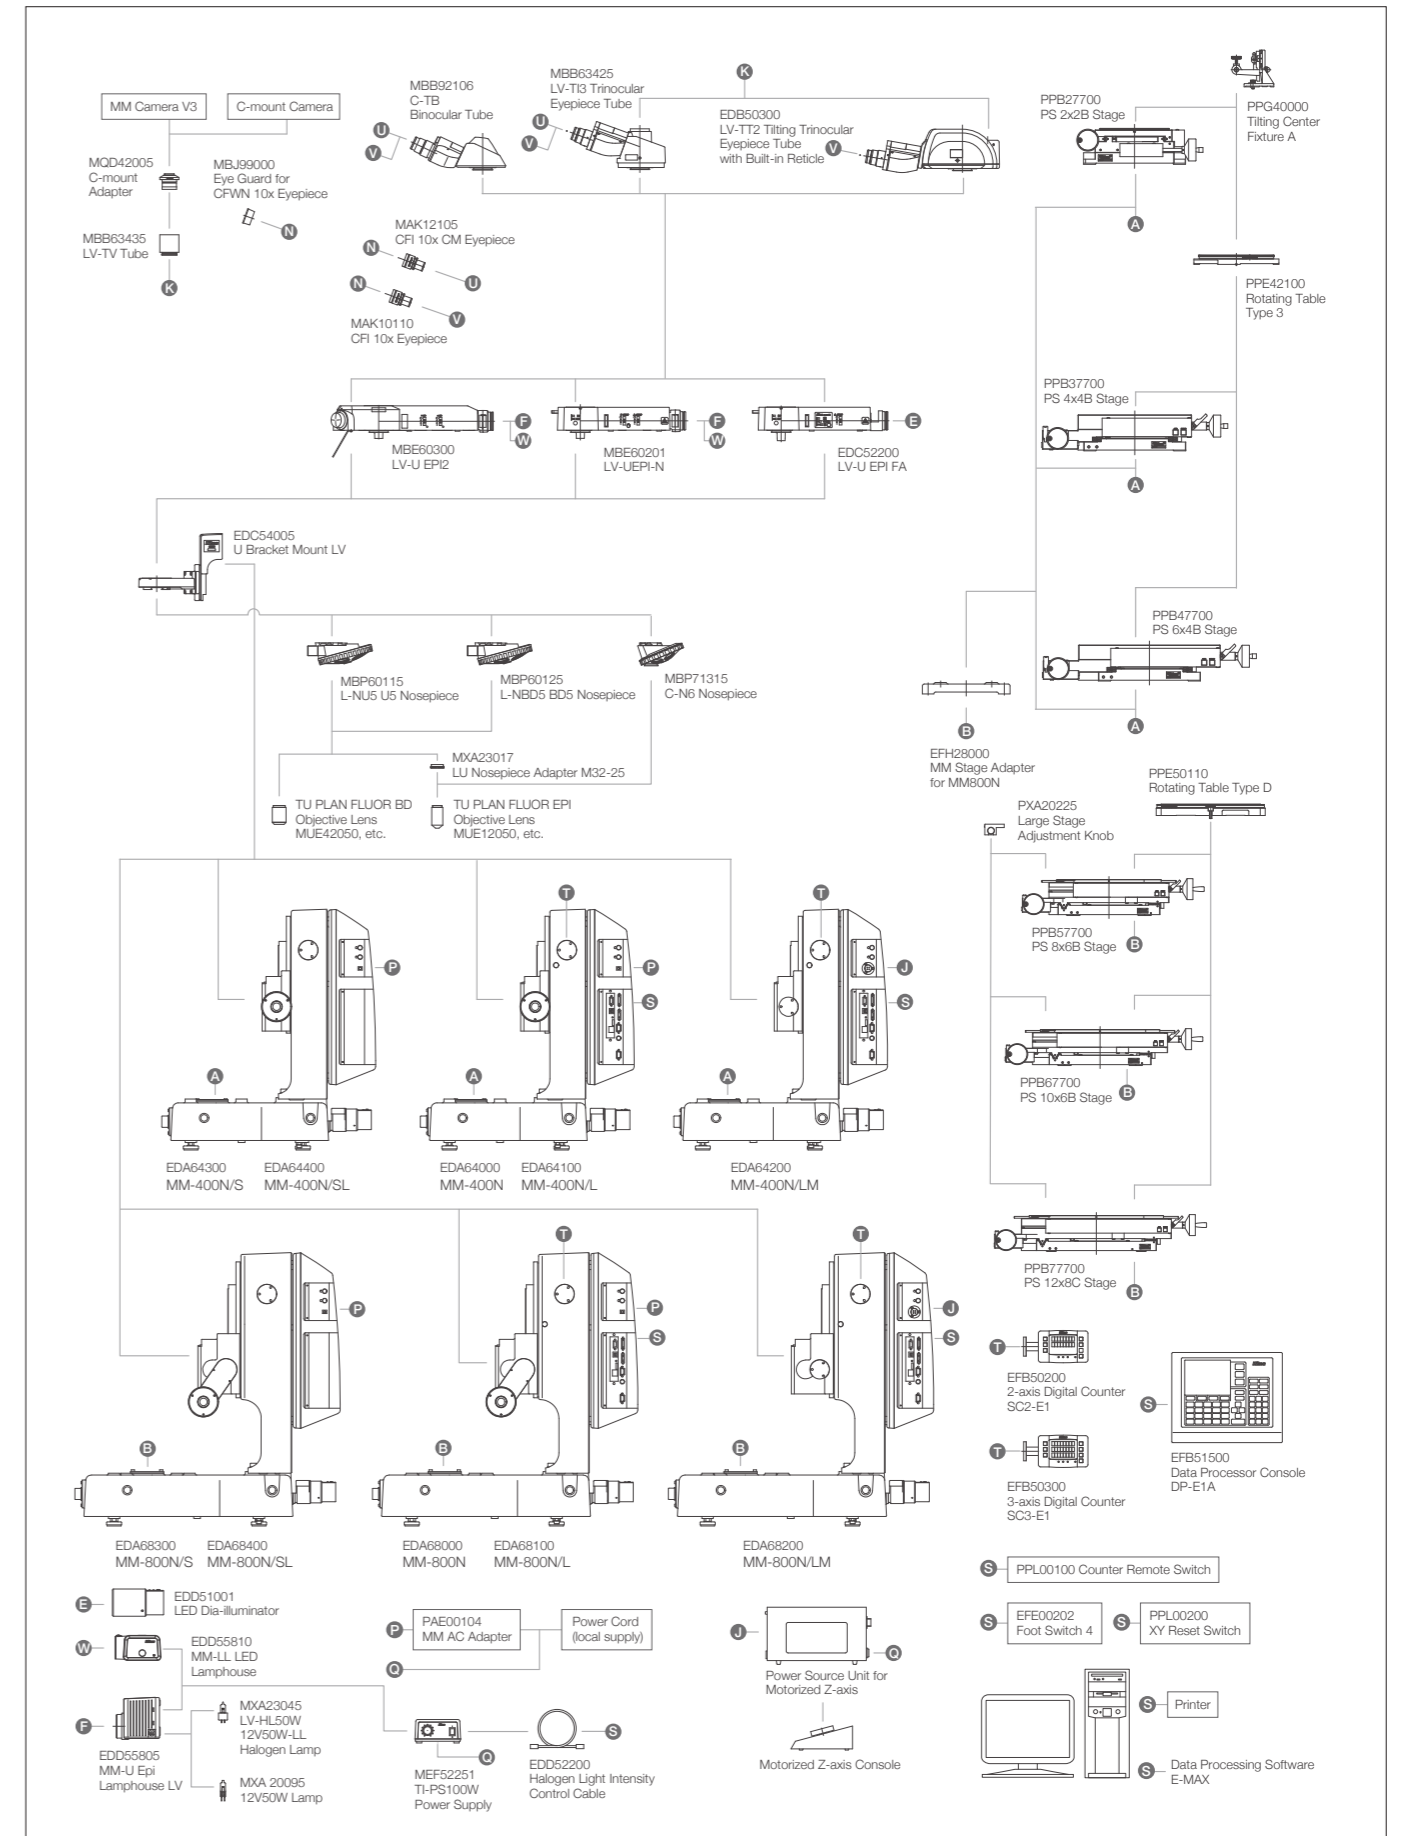 MM Camera V3
C-mount Camera
MQD42005
C-mount
Adapter
MBJ99000
Eye Guard for
CFWN 10x Eyepiece
N
MBB63435
LV-TV Tube
K
MBB92106
C-TB
Binocular Tube
U
V
MBB63425
LV-TI3 Trinocular
Eyepiece Tube
U
V
K
EDB50300
LV-TT2 Tilting Trinocular
Eyepiece Tube
with Built-in Reticle
V
MAK12105
CFI 10x CM Eyepiece
N
U
N
V
MAK10110
CFI 10x Eyepiece
F
W
MBE60300
LV-U EPI2
F
W
MBE60201
LV-UEPI-N
E
EDC52200
LV-U EPI FA
EDC54005
U Bracket Mount LV
MBP60115
L-NU5 U5 Nosepiece
MBP60125
L-NBD5 BD5 Nosepiece
MBP71315
C-N6 Nosepiece
MXA23017
LU Nosepiece Adapter M32-25
TU PLAN FLUOR BD
Objective Lens
MUE42050, etc.
TU PLAN FLUOR EPI
Objective Lens
MUE12050, etc.
PPB27700
PS 2x2B Stage
A
PPG40000
Tilting Center
Fixture A
PPE42100
Rotating Table
Type 3
PPB37700
PS 4x4B Stage
A
PPB47700
PS 6x4B Stage
A
B
EFH28000
MM Stage Adapter
for MM800N
PPE50110
Rotating Table Type D
PXA20225
Large Stage
Adjustment Knob
PPB57700
PS 8x6B Stage
B
PPB67700
PS 10x6B Stage
B
PPB77700
PS 12x8C Stage
B
P
A
EDA64300
MM-400N/S
EDA64400
MM-400N/SL
T
P
S
A
EDA64000
MM-400N
EDA64100
MM-400N/L
T
J
S
A
EDA64200
MM-400N/LM
P
B
EDA68300
MM-800N/S
EDA68400
MM-800N/SL
T
P
S
B
EDA68000
MM-800N
EDA68100
MM-800N/L
T
J
S
B
EDA68200
MM-800N/LM
T
EFB50200
2-axis Digital Counter
SC2-E1
T
EFB50300
3-axis Digital Counter
SC3-E1
S
EFB51500
Data Processor Console
DP-E1A
S
PPL00100 Counter Remote Switch
S
EFE00202
Foot Switch 4
S
PPL00200
XY Reset Switch
S
Printer
S
Data Processing Software
E-MAX
E
EDD51001
LED Dia-illuminator
W
EDD55810
MM-LL LED
Lamphouse
F
EDD55805
MM-U Epi
Lamphouse LV
MXA23045
LV-HL50W
12V50W-LL
Halogen Lamp
MXA 20095
12V50W Lamp
P
PAE00104
MM AC Adapter
Power Cord
(local supply)
Q
Q
MEF52251
TI-PS100W
Power Supply
S
EDD52200
Halogen Light Intensity
Control Cable
J
Q
Power Source Unit for
Motorized Z-axis
Motorized Z-axis Console